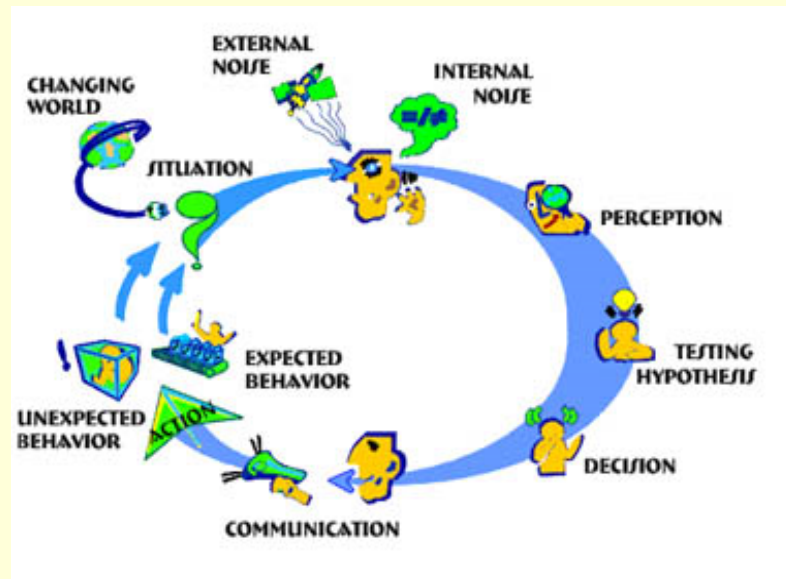 EXTERNAL
NOISE
INTERNAL
NOISE
CHANGING
WORLD
SITUATION
PERCEPTION
TESTING
HYPOTHESIS
EXPECTED
BEHAVIOR
UNEXPECTED
BEHAVIOR
ACTION
DECISION
COMMUNICATION